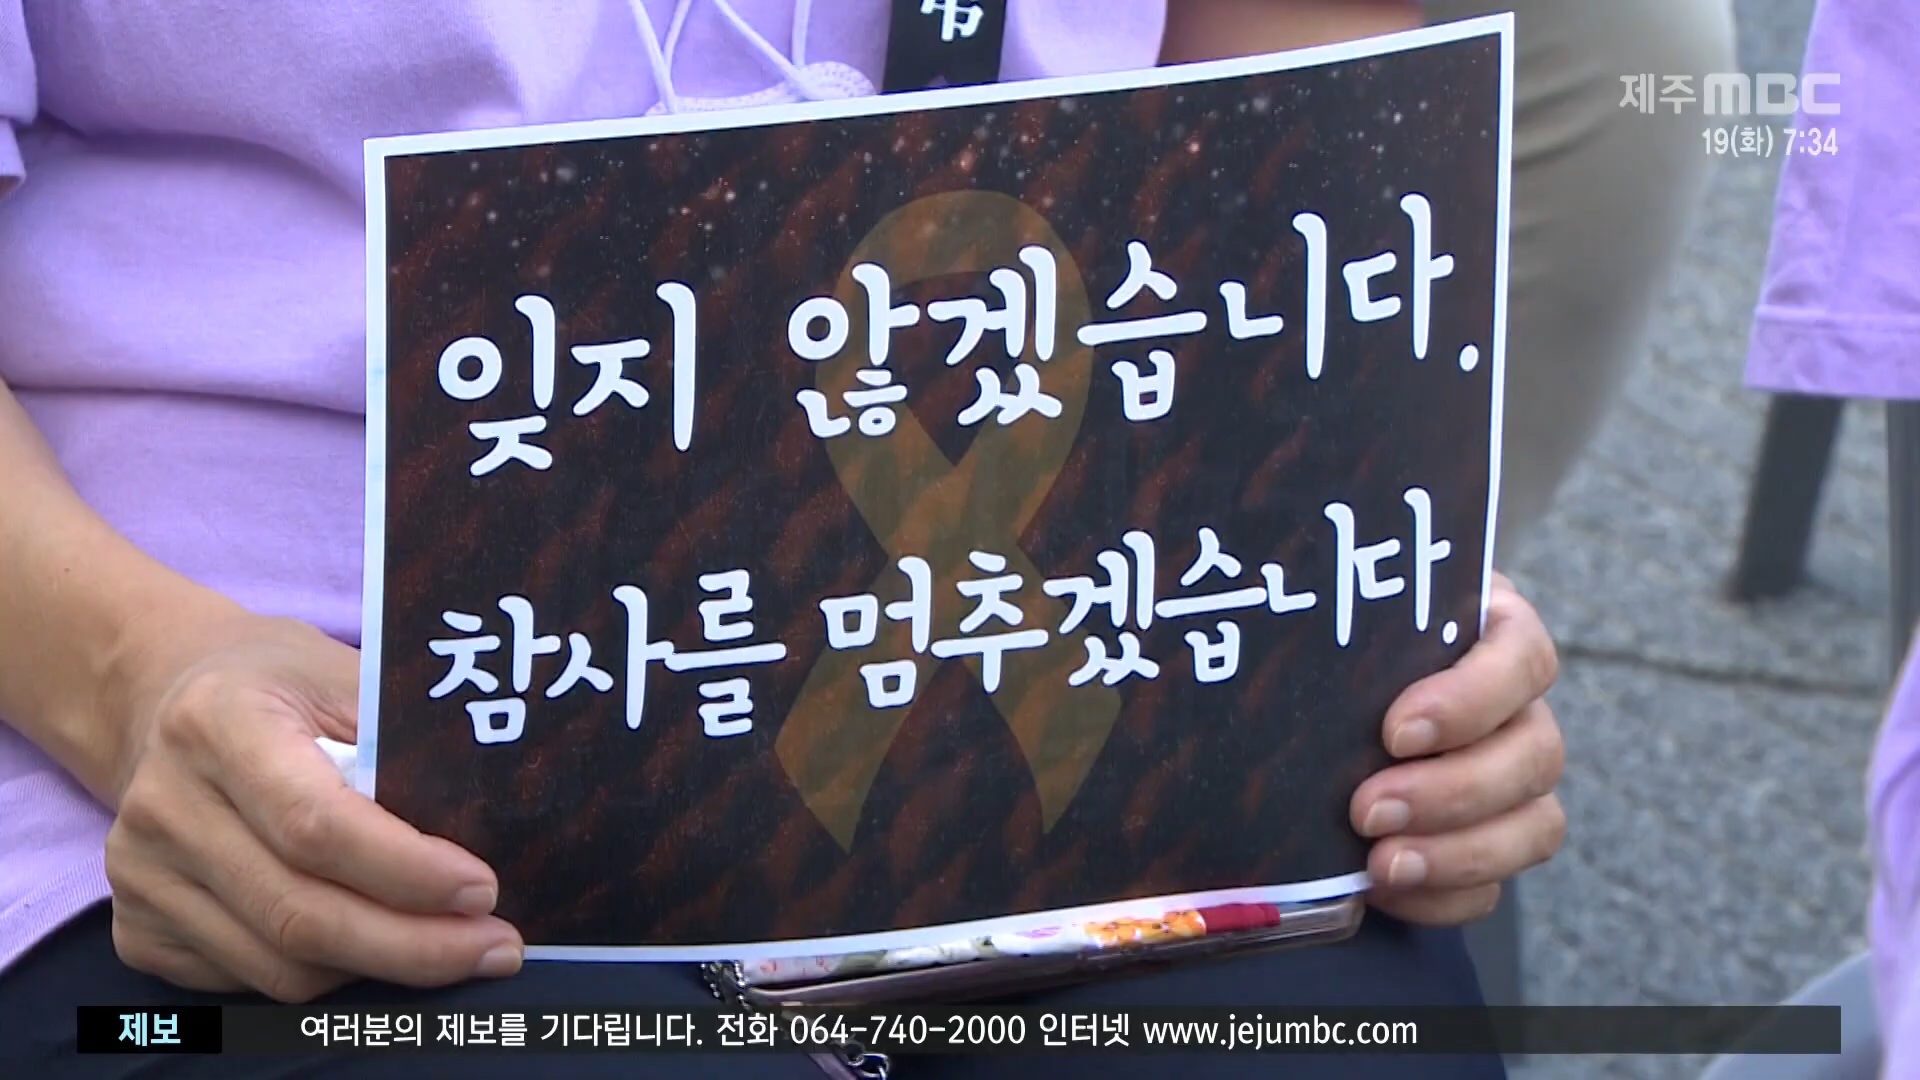 제주MBC
19(화) 7:34
잊지 않겠습니다.
참사를 멈추겠습니다.
제보 여러분의 제보를 기다립니다. 전화 064-740-2000 인터넷 www.jejumbc.com